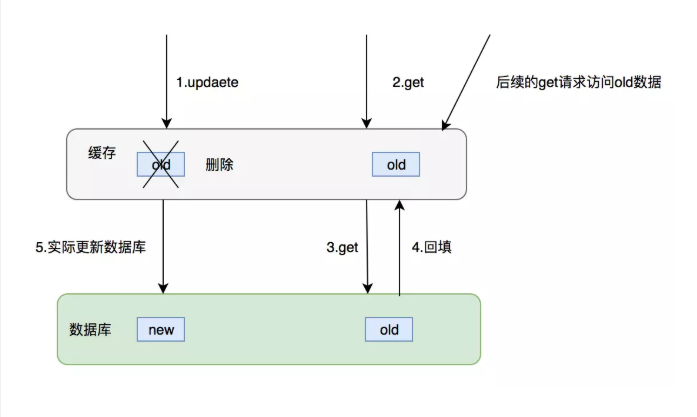 1.updaete
2.get
后续的get请求访问old数据
缓存
old
删除
old
5.实际更新数据库
3.get
4.回填
数据库
new
old